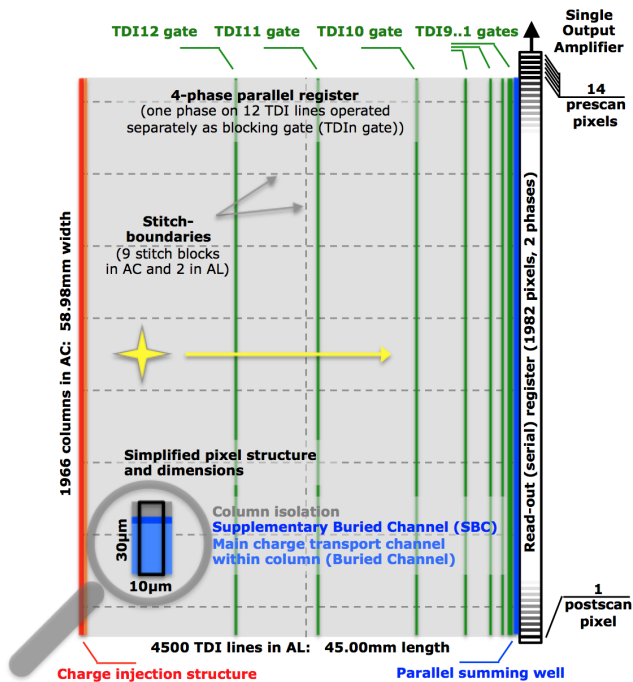 TDI12 gate
TDI11 gate
TDI10 gate
TDI9..1 gates
Single
Output
Amplifier
4-phase parallel register
(one phase on 12 TDI lines operated
separately as blocking gate (TDIn gate))
14
prescan
pixels
Stitch-
boundaries
(9 stitch blocks
in AC and 2 in AL)
1966 columns in AC:  58.98mm width
Read-out (serial) register (1982 pixels, 2 phases)
Simplified pixel structure
and dimensions
Column isolation
Supplementary Buried Channel (SBC)
Main charge transport channel
within column (Buried Channel)
30µm
10µm
1
postscan
pixel
4500 TDI lines in AL:   45.00mm length
Charge injection structure
Parallel summing well